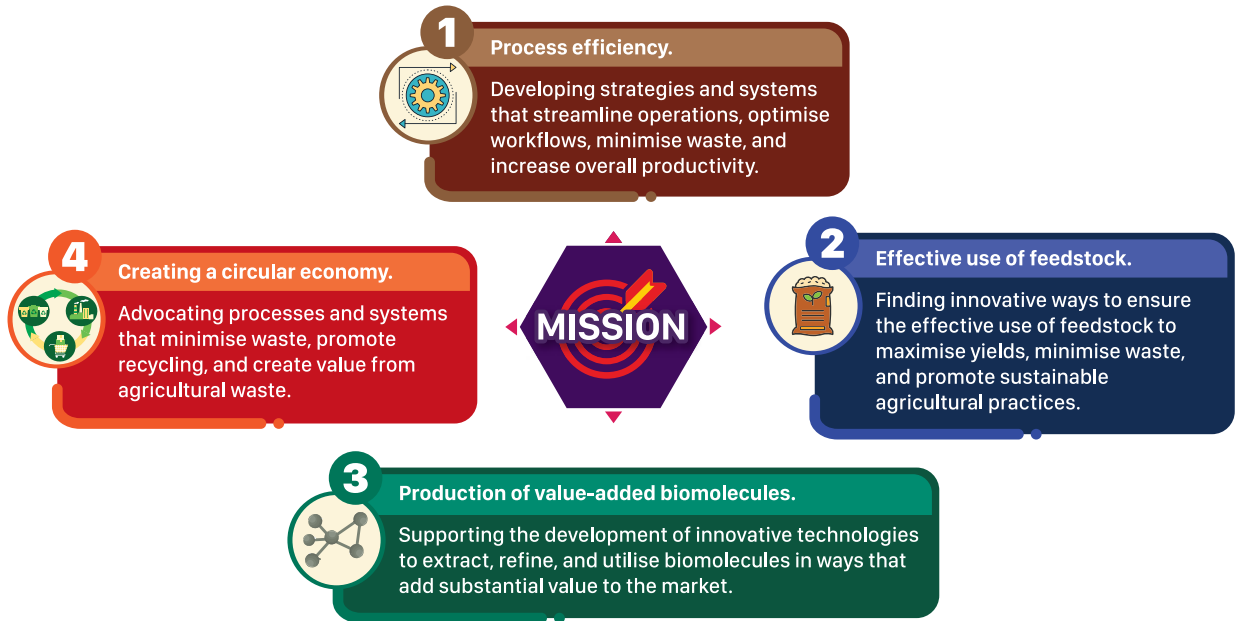 1
Process efficiency.
Developing strategies and systems
that streamline operations, optimise
workflows, minimise waste, and
increase overall productivity.
4
Creating a circular economy.
Advocating processes and systems
that minimise waste, promote
recycling, and create value from
agricultural waste.
MISSION
2
Effective use of feedstock.
Finding innovative ways to ensure
the effective use of feedstock to
maximise yields, minimise waste,
and promote sustainable
agricultural practices.
3
Production of value-added biomolecules.
Supporting the development of innovative technologies
to extract, refine, and utilise biomolecules in ways that
add substantial value to the market.